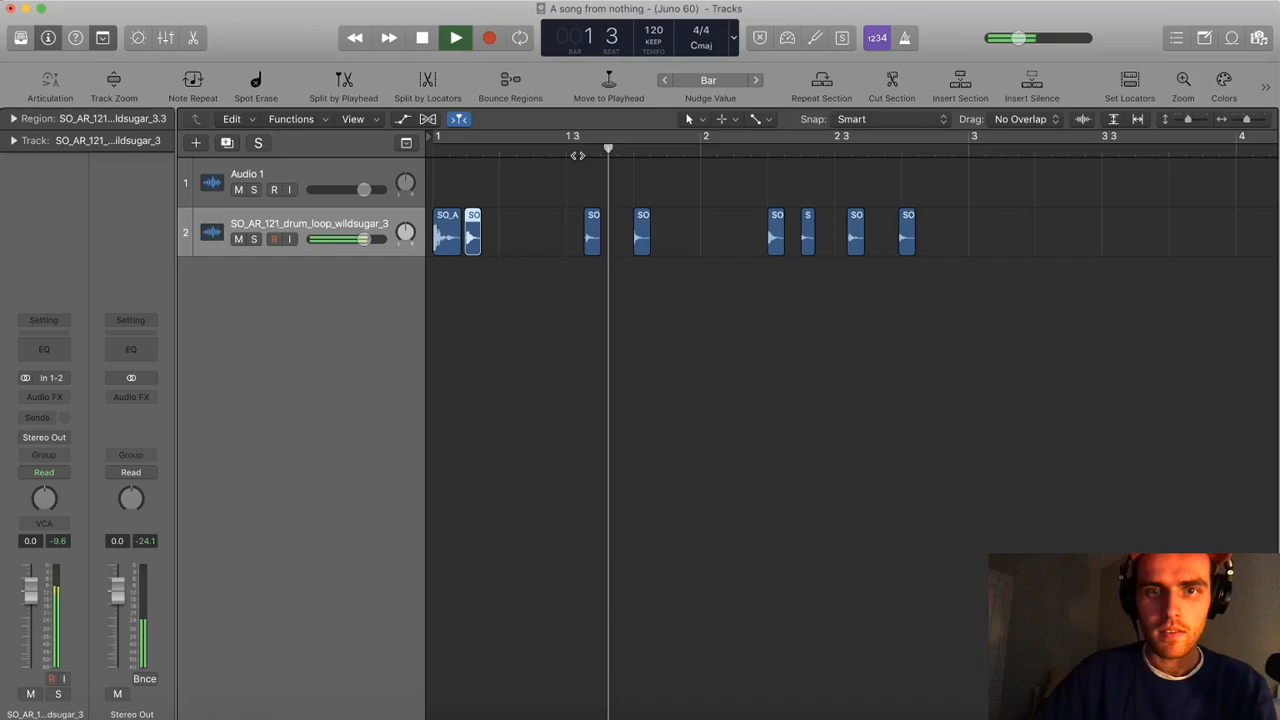 A song from nothing - (Juno 60) - Tracks
001 3
BAR BEAT
120
KEEP
TEMPO
4/4
Cmaj
1234
Articulation
Track Zoom
Note Repeat
Spot Erase
Split by Playhead
Split by Locators
Bounce Regions
Move to Playhead
Bar
Nudge Value
Repeat Section
Cut Section
Insert Section
Insert Silence
Set Locators
Zoom
Colors
Region: SO_AR_121...ldsugar_3.3
Edit
Functions
View
Snap: Smart
Drag: No Overlap
Track: SO_AR_121_...ildsugar_3
S
1
1 3
2
2 3
3
3 3
4
1
Audio 1
M S R I
2
SO_AR_121_drum_loop_wildsugar_3
M S R I
SO_A
SO
SO
SO
SO
S
SO
SO
Setting
Setting
EQ
EQ
In 1-2
Audio FX
Audio FX
Sends
Stereo Out
Group
Group
Read
Read
VCA
0.0 -9.6
0.0 -24.1
R I
Bnce
M S
M
SO_AR_1...dsugar_3
Stereo Out